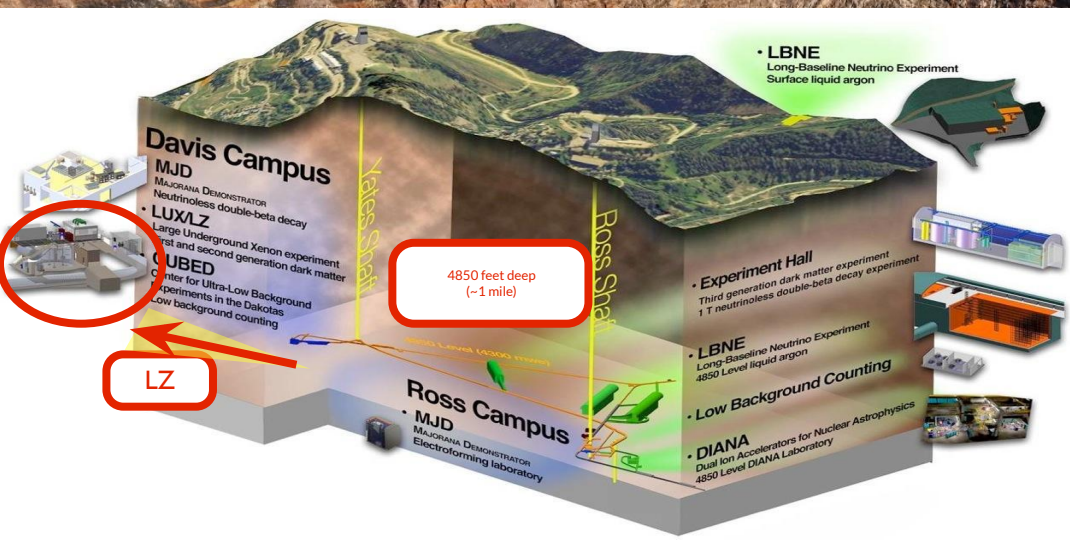 • LBNE
Long-Baseline Neutrino Experiment
Surface liquid argon
Davis Campus
MJD
MAJORANA DEMONSTRATOR
Neutrinoless double-beta decay
• LUX/LZ
Large Underground Xenon experiment
First and second generation dark matter
CUBED
Center for Ultra-Low Background
Experiments in the Dakotas
Low background counting
Yates Shaft
4850 feet deep
(~1 mile)
Ross Shaft
LZ
4850 Level (4300 mwe)
Ross Campus
• MJD
MAJORANA DEMONSTRATOR
Electroforming laboratory
• Experiment Hall
Third generation dark matter experiment
1 T neutrinoless double-beta decay experiment
• LBNE
Long-Baseline Neutrino Experiment
4850 Level liquid argon
• Low Background Counting
• DIANA
Dual Ion Accelerators for Nuclear Astrophysics
4850 Level DIANA Laboratory